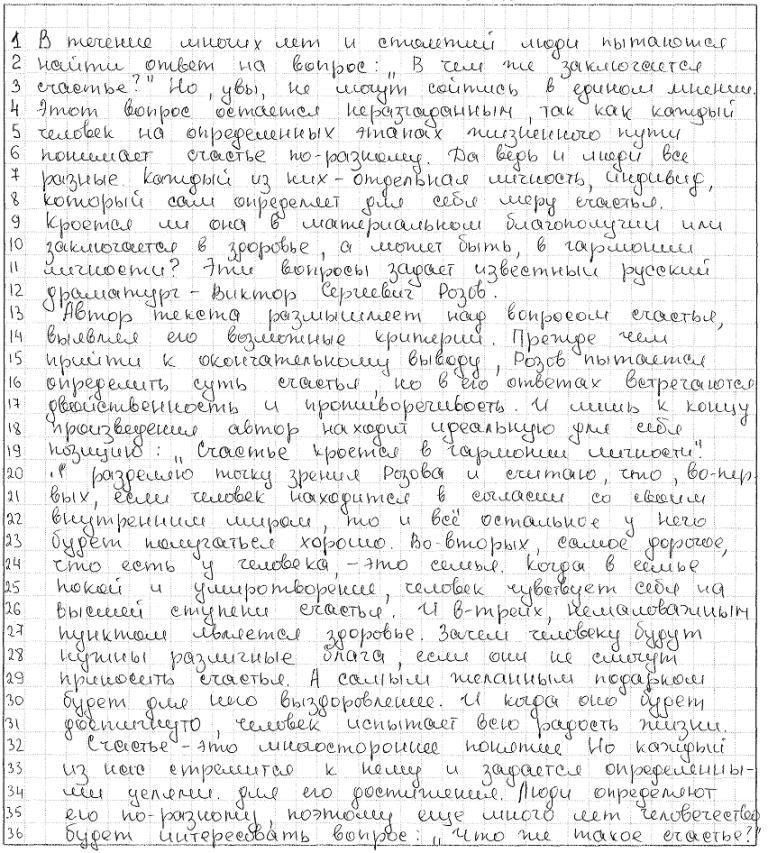 1 В течение многих лет и столетий люди пытаются
2 найти ответ на вопрос: „В чем же заключается
3 счастье?" Но, увы, не могут сойтись в едином мнении.
4 Этот вопрос остается неразгаданным, так как каждый
5 человек на определенных этапах жизненного пути
6 понимает счастье по-разному. Да ведь и люди все
7 разные. Каждый из них - отдельная личность, индивид,
8 который сам определяет для себя меру счастья.
9 Кроется ли она в материальном благополучии или
10 заключается в здоровье, а может быть, в гармонии
11 личности? Эти вопросы задает известный русский
12 драматург - Виктор Сергеевич Розов.
13 Автор текста размышляет над вопросом счастья,
14 выявляя его возможные критерии. Прежде чем
15 прийти к окончательному выводу, Розов пытается
16 определить суть счастья, но в его ответах встречаются
17 двойственность и противоречивость. И лишь к концу
18 произведения автор находит идеальную для себя
19 позицию: „Счастье кроется в гармонии личности".
20 Я разделяю точку зрения Розова и считаю, что, во-пер-
21 вых, если человек находится в согласии со своим
22 внутренним миром, то и всё остальное у него
23 будет получаться хорошо. Во-вторых, самое дорогое,
24 что есть у человека, - это семья. Когда в семье
25 покой и умиротворение, человек чувствует себя на
26 высшей ступени счастья. И в-трейх, немаловажным
27 пунктом является здоровье. Зачем человеку будут
28 нужны различные блага, если они не смогут
29 приносить счастья. А самым желанным подарком
30 будет для него выздоровление. И когда оно будет
31 достигнуто, человек испытает всю радость жизни.
32 Счастье - это многостороннее понятие. Но каждый
33 из нас стремится к нему и задается определенны-
34 ми целями. для его достижения. Люди определяют
35 его по-разному, поэтому еще много лет человечество
36 будет интересовать вопрос: „Что же такое счастье?"